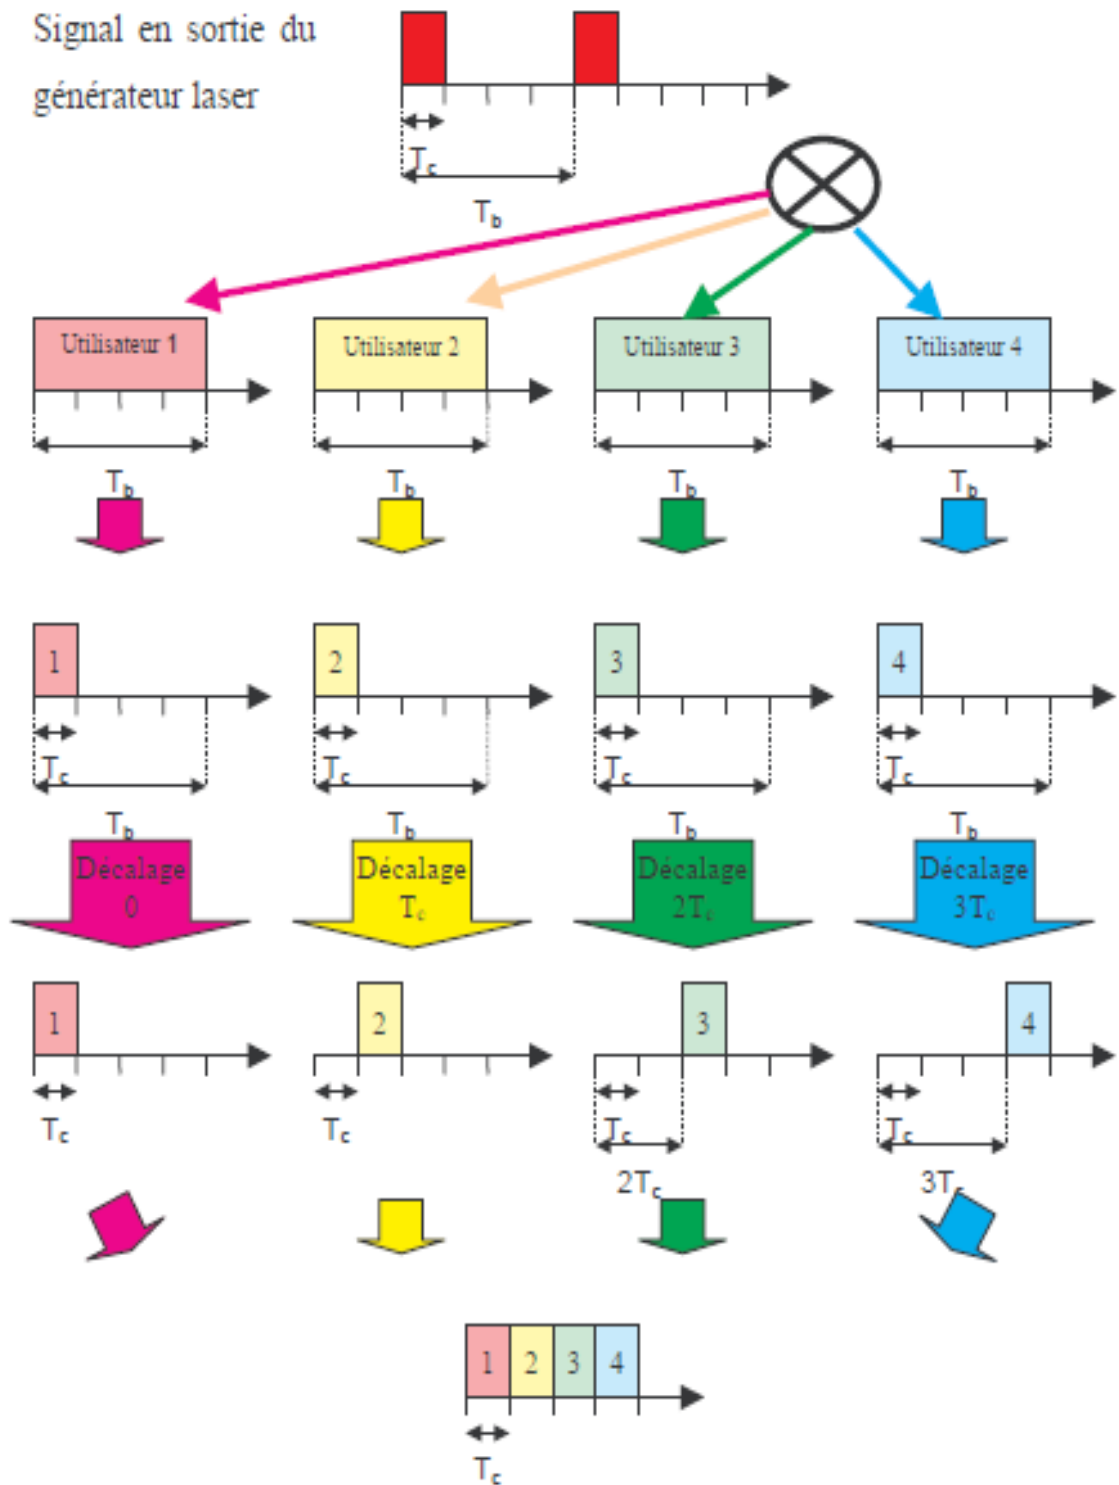 Signal en sortie du
générateur laser
Tc
Tb
Utilisateur 1
Utilisateur 2
Utilisateur 3
Utilisateur 4
Tb
Tb
Tb
Tb
1
2
3
4
Tc
Tc
Tc
Tc
Tb
Tb
Tb
Tb
Décalage
0
Décalage
Tc
Décalage
2Tc
Décalage
3Tc
1
2
3
4
Tc
Tc
Tc
Tc
2Tc
3Tc
1
2
3
4
Tc